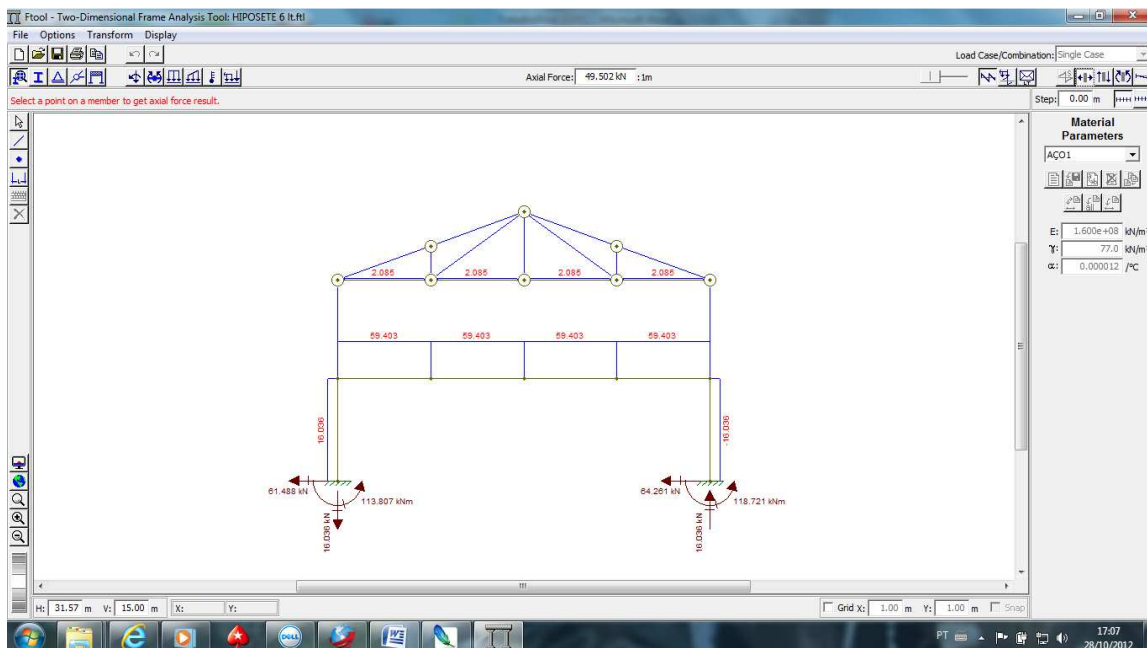 Ftool - Two-Dimensional Frame Analysis Tool: HIPOSETE 6 lt.ftl
File Options Transform Display
Load Case/Combination: Single Case
Axial Force: 49.502 kN :1m
Select a point on a member to get axial force result.
Step: 0.00 m
Material Parameters
AÇO1
all
E: 1.600e+08 kN/m
γ: 77.0 kN/m
α: 0.000012 /°C
2.085 2.085 2.085 2.085
59.403 59.403 59.403 59.403
16.036 -16.036
61.488 kN 113.807 kNm 64.261 kN 118.721 kNm
16.036 kN 16.036 kN
H: 31.57 m V: 15.00 m X: Y: Grid X: 1.00 m Y: 1.00 m Snap
DELL
PT
17:07
28/10/2012